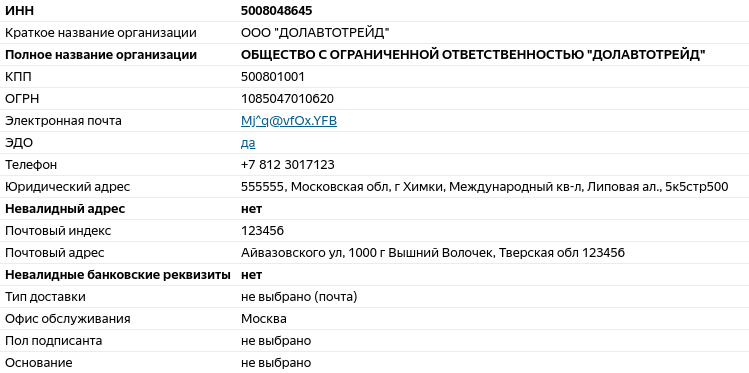 ИНН 5008048645
Краткое название организации ООО "ДОЛАВТОТРЕЙД"
Полное название организации ОБЩЕСТВО С ОГРАНИЧЕННОЙ ОТВЕТСТВЕННОСТЬЮ "ДОЛАВТОТРЕЙД"
КПП 500801001
ОГРН 1085047010620
Электронная почта Mj^q@vfOx.YFB
ЭДО да
Телефон +7 812 3017123
Юридический адрес 555555, Московская обл, г Химки, Международный кв-л, Липовая ал., 5к5стр500
Невалидный адрес нет
Почтовый индекс 123456
Почтовый адрес Айвазовского ул, 1000 г Вышний Волочек, Тверская обл 123456
Невалидные банковские реквизиты нет
Тип доставки не выбрано (почта)
Офис обслуживания Москва
Пол подписанта не выбрано
Основание не выбрано